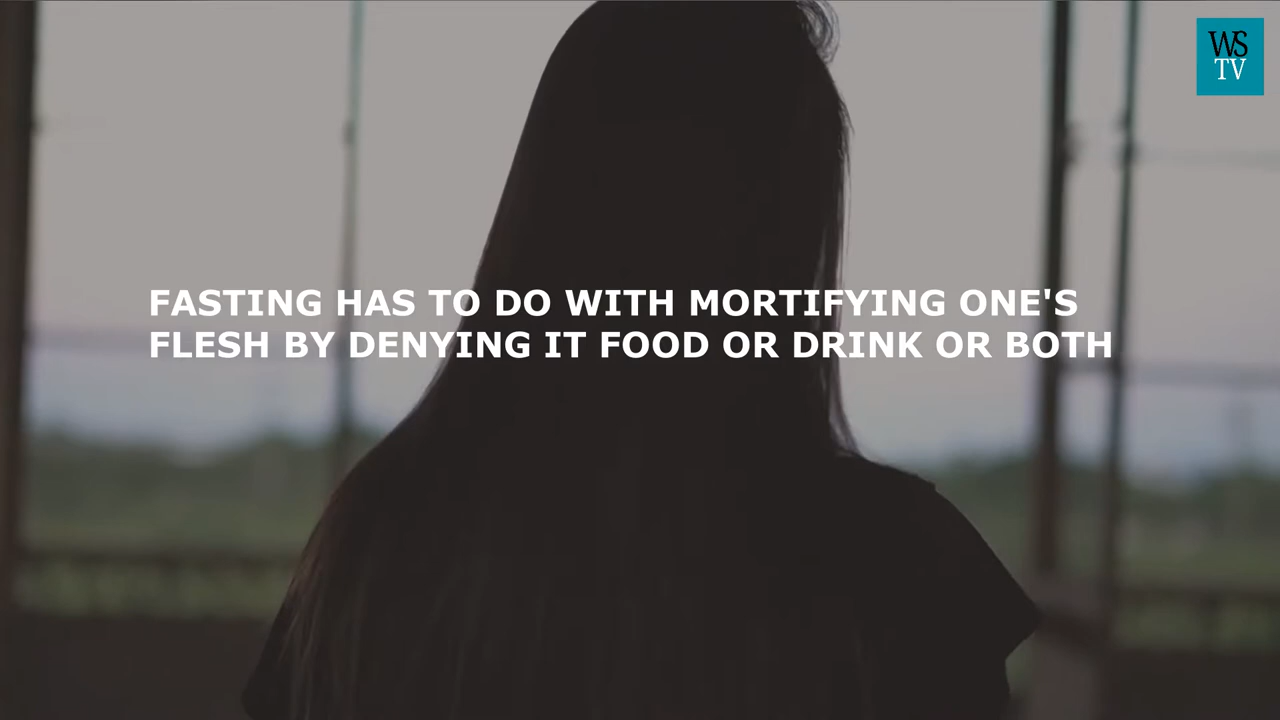 WS
TV
FASTING HAS TO DO WITH MORTIFYING ONE'S
FLESH BY DENYING IT FOOD OR DRINK OR BOTH